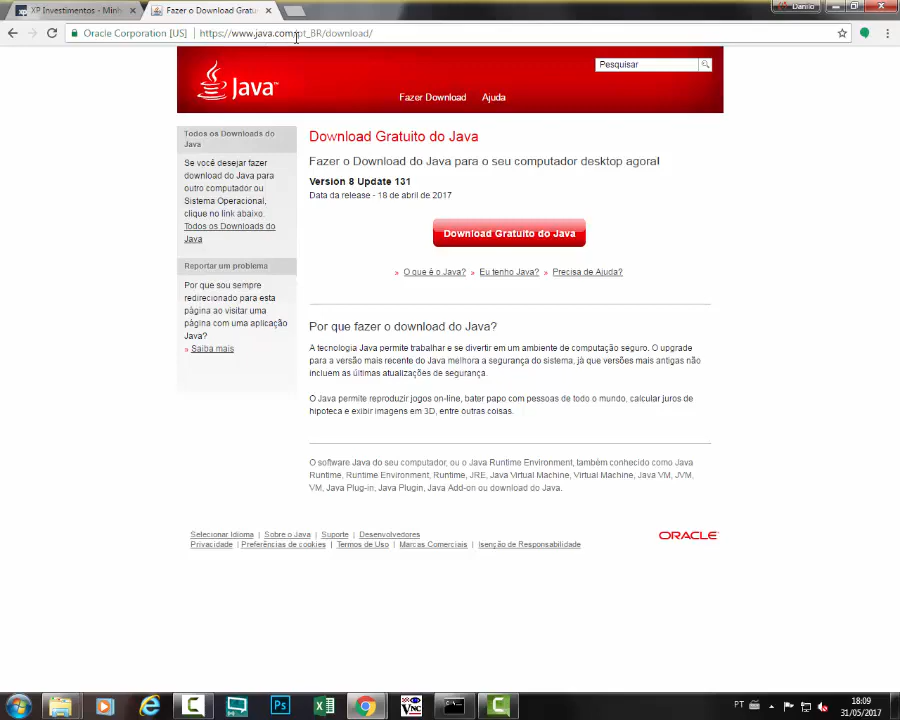 XP Investimentos - Minh
Fazer o Download Gratu
Danilo
Oracle Corporation [US]
https://www.java.com/pt_BR/download/
Java
Pesquisar
Fazer Download
Ajuda
Todos os Downloads do
Java
Se você desejar fazer
download do Java para
outro computador ou
Sistema Operacional,
clique no link abaixo.
Todos os Downloads do
Java
Reportar um problema
Por que sou sempre
redirecionado para esta
página ao visitar uma
página com uma aplicação
Java?
» Saiba mais
Download Gratuito do Java
Fazer o Download do Java para o seu computador desktop agora!
Version 8 Update 131
Data da release - 18 de abril de 2017
Download Gratuito do Java
» O que é o Java? » Eu tenho Java? » Precisa de Ajuda?
Por que fazer o download do Java?
A tecnologia Java permite trabalhar e se divertir em um ambiente de computação seguro. O upgrade
para a versão mais recente do Java melhora a segurança do sistema, já que versões mais antigas não
incluem as últimas atualizações de segurança.
O Java permite reproduzir jogos on-line, bater papo com pessoas de todo o mundo, calcular juros de
hipoteca e exibir imagens em 3D, entre outras coisas.
O software Java do seu computador, ou o Java Runtime Environment, também conhecido como Java
Runtime, Runtime Environment, Runtime, JRE, Java Virtual Machine, Virtual Machine, Java VM, JVM,
VM, Java Plug-in, Java Plugin, Java Add-on ou download do Java.
Selecionar Idioma | Sobre o Java | Suporte | Desenvolvedores
Privacidade | Preferências de cookies | Termos de Uso | Marcas Comerciais | Isenção de Responsabilidade
ORACLE
Ps
VNC
PT
18:09
31/05/2017